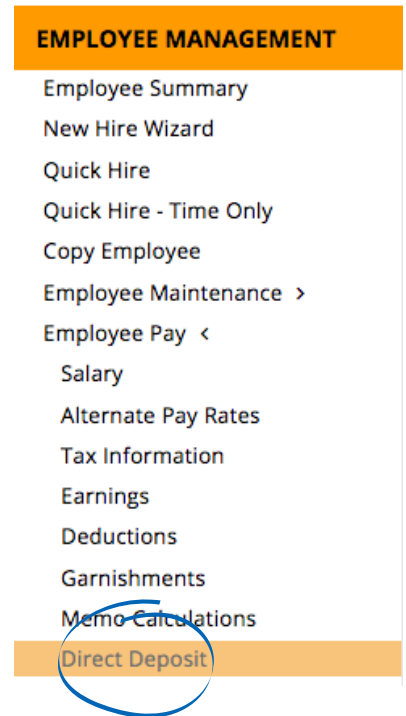 EMPLOYEE MANAGEMENT
Employee Summary
New Hire Wizard
Quick Hire
Quick Hire - Time Only
Copy Employee
Employee Maintenance >
Employee Pay <
Salary
Alternate Pay Rates
Tax Information
Earnings
Deductions
Garnishments
Memo Calculations
Direct Deposit